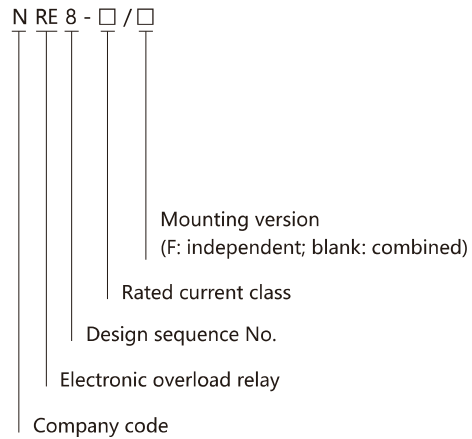 N RE 8 - □ / □
Mounting version
(F: independent; blank: combined)
Rated current class
Design sequence No.
Electronic overload relay
Company code